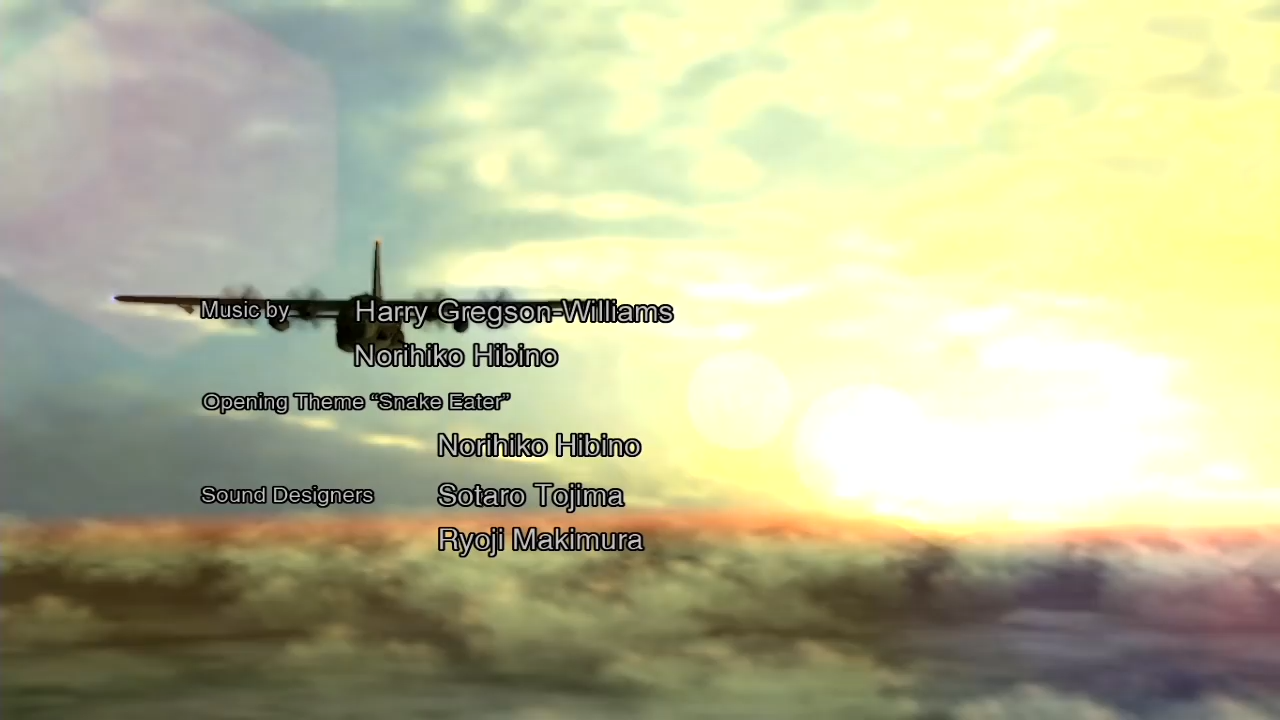 Music by Harry Gregson-Williams
Norihiko Hibino
Opening Theme “Snake Eater”
Norihiko Hibino
Sound Designers Sotaro Tojima
Ryoji Makimura